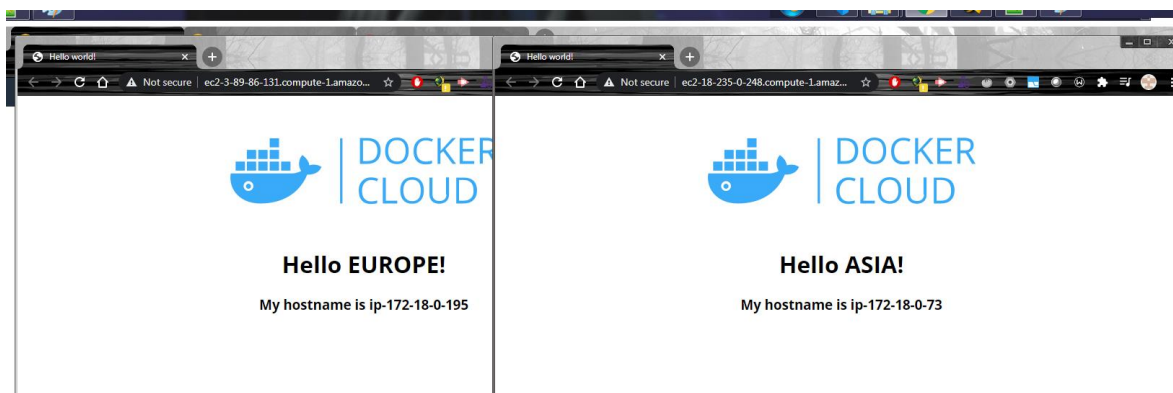 Hello world!
Not secure
ec2-3-89-86-131.compute-1.amazo...
DOCKER
CLOUD
Hello EUROPE!
My hostname is ip-172-18-0-195
Hello world!
Not secure
ec2-18-235-0-248.compute-1.amaz...
DOCKER
CLOUD
Hello ASIA!
My hostname is ip-172-18-0-73